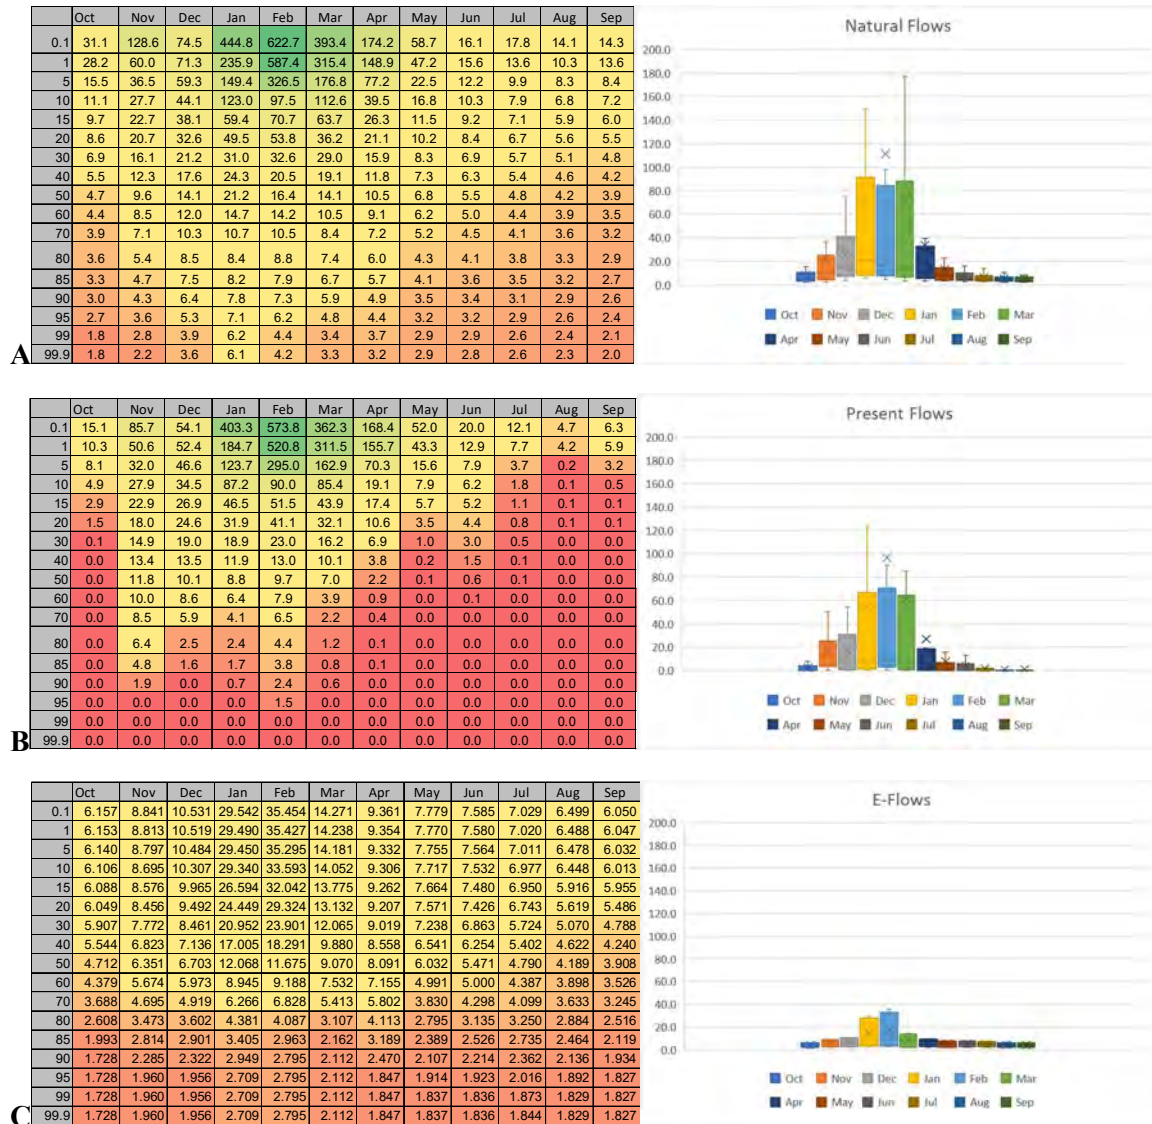 Oct Nov Dec Jan Feb Mar Apr May Jun Jul Aug Sep
0.1 31.1 128.6 74.5 444.8 622.7 393.4 174.2 58.7 16.1 17.8 14.1 14.3
1 28.2 60.0 71.3 235.9 587.4 315.4 148.9 47.2 15.6 13.6 10.3 13.6
5 15.5 36.5 59.3 149.4 326.5 176.8 77.2 22.5 12.2 9.9 8.3 8.4
10 11.1 27.7 44.1 123.0 97.5 112.6 39.5 16.8 10.3 7.9 6.8 7.2
15 9.7 22.7 38.1 59.4 70.7 63.7 26.3 11.5 9.2 7.1 5.9 6.0
20 8.6 20.7 32.6 49.5 53.8 36.2 21.1 10.2 8.4 6.7 5.6 5.5
30 6.9 16.1 21.2 31.0 32.6 29.0 15.9 8.3 6.9 5.7 5.1 4.8
40 5.5 12.3 17.6 24.3 20.5 19.1 11.8 7.3 6.3 5.4 4.6 4.2
50 4.7 9.6 14.1 21.2 16.4 14.1 10.5 6.8 5.5 4.8 4.2 3.9
60 4.4 8.5 12.0 14.7 14.2 10.5 9.1 6.2 5.0 4.4 3.9 3.5
70 3.9 7.1 10.3 10.7 10.5 8.4 7.2 5.2 4.5 4.1 3.6 3.2
80 3.6 5.4 8.5 8.4 8.8 7.4 6.0 4.3 4.1 3.8 3.3 2.9
85 3.3 4.7 7.5 8.2 7.9 6.7 5.7 4.1 3.6 3.5 3.2 2.7
90 3.0 4.3 6.4 7.8 7.3 5.9 4.9 3.5 3.4 3.1 2.9 2.6
95 2.7 3.6 5.3 7.1 6.2 4.8 4.4 3.2 3.2 2.9 2.6 2.4
99 1.8 2.8 3.9 6.2 4.4 3.4 3.7 2.9 2.9 2.6 2.4 2.1
A 99.9 1.8 2.2 3.6 6.1 4.2 3.3 3.2 2.9 2.8 2.6 2.3 2.0
Natural Flows
200.0
180.0
160.0
140.0
120.0
100.0
80.0
60.0
40.0
20.0
0.0
Oct Nov Dec Jan Feb Mar
Apr May Jun Jul Aug Sep
Oct Nov Dec Jan Feb Mar Apr May Jun Jul Aug Sep
0.1 15.1 85.7 54.1 403.3 573.8 362.3 168.4 52.0 20.0 12.1 4.7 6.3
1 10.3 50.6 52.4 184.7 520.8 311.5 155.7 43.3 12.9 7.7 4.2 5.9
5 8.1 32.0 46.6 123.7 295.0 162.9 70.3 15.6 7.9 3.7 0.2 3.2
10 4.9 27.9 34.5 87.2 90.0 85.4 19.1 7.9 6.2 1.8 0.1 0.5
15 2.9 22.9 26.9 46.5 51.5 43.9 17.4 5.7 5.2 1.1 0.1 0.1
20 1.5 18.0 24.6 31.9 41.1 32.1 10.6 3.5 4.4 0.8 0.1 0.1
30 0.1 14.9 19.0 18.9 23.0 16.2 6.9 1.0 3.0 0.5 0.0 0.0
40 0.0 13.4 13.5 11.9 13.0 10.1 3.8 0.2 1.5 0.1 0.0 0.0
50 0.0 11.8 10.1 8.8 9.7 7.0 2.2 0.1 0.6 0.1 0.0 0.0
60 0.0 10.0 8.6 6.4 7.9 3.9 0.9 0.0 0.1 0.0 0.0 0.0
70 0.0 8.5 5.9 4.1 6.5 2.2 0.4 0.0 0.0 0.0 0.0 0.0
80 0.0 6.4 2.5 2.4 4.4 1.2 0.1 0.0 0.0 0.0 0.0 0.0
85 0.0 4.8 1.6 1.7 3.8 0.8 0.1 0.0 0.0 0.0 0.0 0.0
90 0.0 1.9 0.0 0.7 2.4 0.6 0.0 0.0 0.0 0.0 0.0 0.0
95 0.0 0.0 0.0 0.0 1.5 0.0 0.0 0.0 0.0 0.0 0.0 0.0
99 0.0 0.0 0.0 0.0 0.0 0.0 0.0 0.0 0.0 0.0 0.0 0.0
B 99.9 0.0 0.0 0.0 0.0 0.0 0.0 0.0 0.0 0.0 0.0 0.0 0.0
Present Flows
200.0
180.0
160.0
140.0
120.0
100.0
80.0
60.0
40.0
20.0
0.0
Oct Nov Dec Jan Feb Mar
Apr May Jun Jul Aug Sep
Oct Nov Dec Jan Feb Mar Apr May Jun Jul Aug Sep
0.1 6.157 8.841 10.531 29.542 35.454 14.271 9.361 7.779 7.585 7.029 6.499 6.050
1 6.153 8.813 10.519 29.490 35.427 14.238 9.354 7.770 7.580 7.020 6.488 6.047
5 6.140 8.797 10.484 29.450 35.295 14.181 9.332 7.755 7.564 7.011 6.478 6.032
10 6.106 8.695 10.307 29.340 33.593 14.052 9.306 7.717 7.532 6.977 6.448 6.013
15 6.088 8.576 9.965 26.594 32.042 13.775 9.262 7.664 7.480 6.950 5.916 5.955
20 6.049 8.456 9.492 24.449 29.324 13.132 9.207 7.571 7.426 6.743 5.619 5.486
30 5.907 7.772 8.461 20.952 23.901 12.065 9.019 7.238 6.863 5.724 5.070 4.788
40 5.544 6.823 7.136 17.005 18.291 9.880 8.558 6.541 6.254 5.402 4.622 4.240
50 4.712 6.351 6.703 12.068 11.675 9.070 8.091 6.032 5.471 4.790 4.189 3.908
60 4.379 5.674 5.973 8.945 9.188 7.532 7.155 4.991 5.000 4.387 3.898 3.526
70 3.688 4.695 4.919 6.266 6.828 5.413 5.802 3.830 4.298 4.099 3.633 3.245
80 2.608 3.473 3.602 4.381 4.087 3.107 4.113 2.795 3.135 3.250 2.884 2.516
85 1.993 2.814 2.901 3.405 2.963 2.162 3.189 2.389 2.526 2.735 2.464 2.119
90 1.728 2.285 2.322 2.949 2.795 2.112 2.470 2.107 2.214 2.362 2.136 1.934
95 1.728 1.960 1.956 2.709 2.795 2.112 1.847 1.914 1.923 2.016 1.892 1.827
99 1.728 1.960 1.956 2.709 2.795 2.112 1.847 1.837 1.836 1.873 1.829 1.827
C 99.9 1.728 1.960 1.956 2.709 2.795 2.112 1.847 1.837 1.836 1.844 1.829 1.827
E-Flows
200.0
180.0
160.0
140.0
120.0
100.0
80.0
60.0
40.0
20.0
0.0
Oct Nov Dec Jan Feb Mar
Apr May Jun Jul Aug Sep